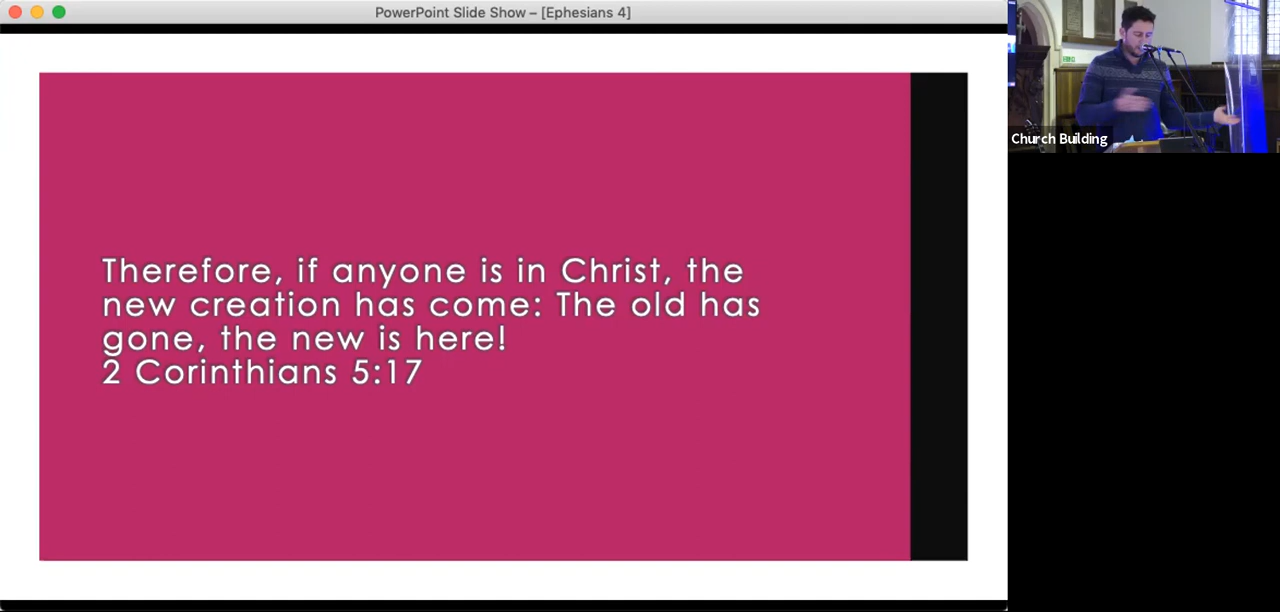 PowerPoint Slide Show – [Ephesians 4]
Therefore, if anyone is in Christ, the
new creation has come: The old has
gone, the new is here!
2 Corinthians 5:17
Church Building